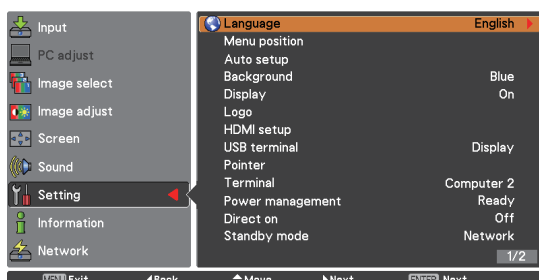 Input
PC adjust
Image select
Image adjust
Screen
Sound
Setting
Information
Network
Language English
Menu position
Auto setup
Background Blue
Display On
Logo
HDMI setup
USB terminal Display
Pointer
Terminal Computer 2
Power management Ready
Direct on Off
Standby mode Network
1/2
MENU Exit Back Move Next ENTER Next